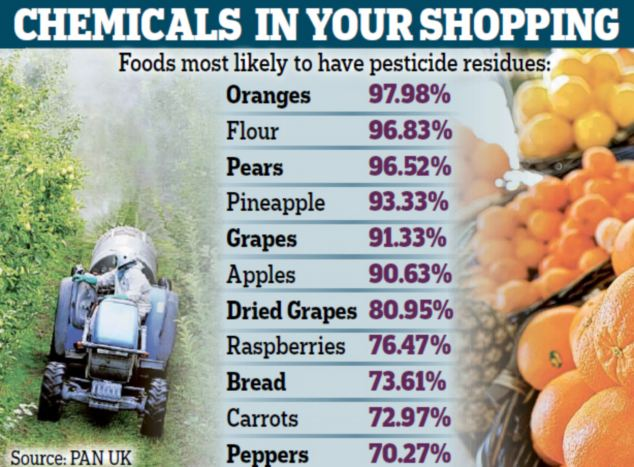 CHEMICALS IN YOUR SHOPPING
Foods most likely to have pesticide residues:
Oranges 97.98%
Flour 96.83%
Pears 96.52%
Pineapple 93.33%
Grapes 91.33%
Apples 90.63%
Dried Grapes 80.95%
Raspberries 76.47%
Bread 73.61%
Carrots 72.97%
Peppers 70.27%
Source: PAN UK